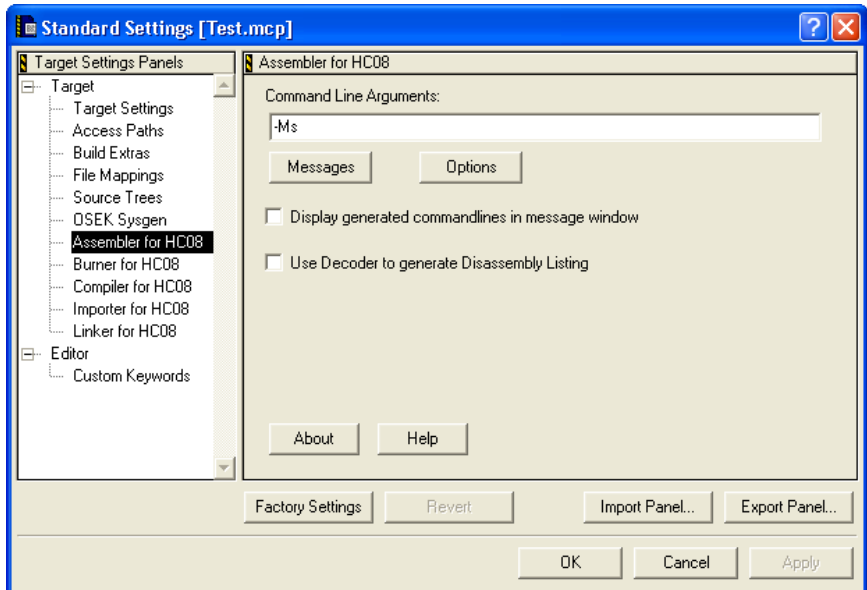 Standard Settings [Test.mcp]
Target Settings Panels
Target
Target Settings
Access Paths
Build Extras
File Mappings
Source Trees
OSEK Sysgen
Assembler for HC08
Burner for HC08
Compiler for HC08
Importer for HC08
Linker for HC08
Editor
Custom Keywords
Assembler for HC08
Command Line Arguments:
-Ms
Messages Options
Display generated commandlines in message window
Use Decoder to generate Disassembly Listing
About Help
Factory Settings Revert Import Panel... Export Panel...
OK Cancel Apply